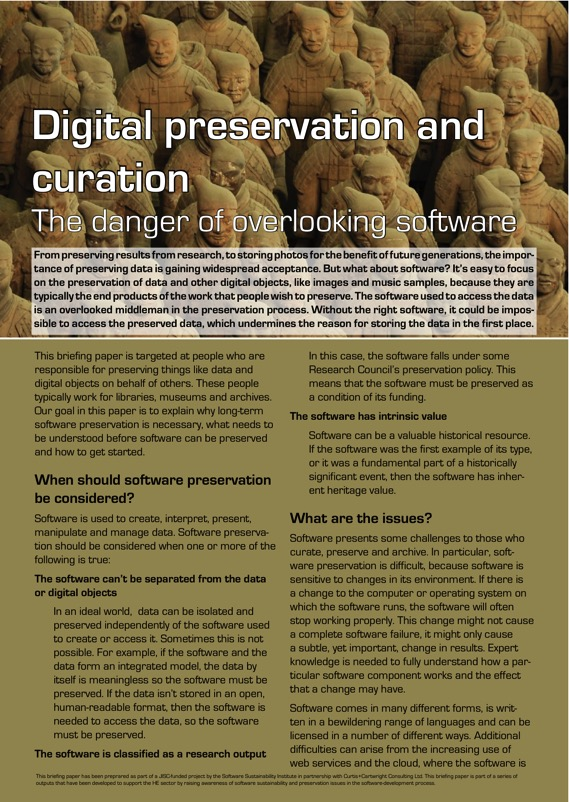 Digital preservation and
curation
The danger of overlooking software
From preserving results from research, to storing photos for the benefit of future generations, the impor-
tance of preserving data is gaining widespread acceptance. But what about software? It's easy to focus
on the preservation of data and other digital objects, like images and music samples, because they are
typically the end products of the work that people wish to preserve. The software used to access the data
is an overlooked middleman in the preservation process. Without the right software, it could be impos-
sible to access the preserved data, which undermines the reason for storing the data in the first place.
This briefing paper is targeted at people who are
responsible for preserving things like data and
digital objects on behalf of others. These people
typically work for libraries, museums and archives.
Our goal in this paper is to explain why long-term
software preservation is necessary, what needs to
be understood before software can be preserved
and how to get started.
When should software preservation
be considered?
Software is used to create, interpret, present,
manipulate and manage data. Software preserva-
tion should be considered when one or more of the
following is true:
The software can't be separated from the data
or digital objects
In an ideal world, data can be isolated and
preserved independently of the software used
to create or access it. Sometimes this is not
possible. For example, if the software and the
data form an integrated model, the data by
itself is meaningless so the software must be
preserved. If the data isn't stored in an open,
human-readable format, then the software is
needed to access the data, so the software
must be preserved.
The software is classified as a research output
In this case, the software falls under some
Research Council's preservation policy. This
means that the software must be preserved as
a condition of its funding.
The software has intrinsic value
Software can be a valuable historical resource.
If the software was the first example of its type,
or it was a fundamental part of a historically
significant event, then the software has inher-
ent heritage value.
What are the issues?
Software presents some challenges to those who
curate, preserve and archive. In particular, soft-
ware preservation is difficult, because software is
sensitive to changes in its environment. If there is
a change to the computer or operating system on
which the software runs, the software will often
stop working properly. This change might not cause
a complete software failure, it might only cause
a subtle, yet important, change in results. Expert
knowledge is needed to fully understand how a par-
ticular software component works and the effect
that a change may have.
Software comes in many different forms, is writ-
ten in a bewildering range of languages and can be
licensed in a number of different ways. Additional
difficulties can arise from the increasing use of
web services and the cloud, where the software is
This briefing paper has been preprared as part of a JISC-funded project by the Software Sustainability Institute in partnership with Curtis+Cartwright Consulting Ltd. This briefing paper is part of a series of
outputs that have been developed to support the HE sector by raising awareness of software sustainability and preservation issues in the software-development process.